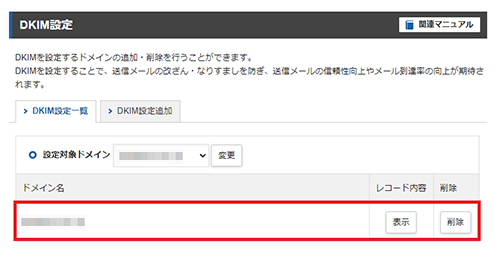 DKIM設定
関連マニュアル
DKIMを設定するドメインの追加・削除を行うことができます。
DKIMを設定することで、送信メールの改ざん・なりすましを防ぎ、送信メールの信頼性向上やメール到達率の向上が期待さ
れます。
DKIM設定一覧
DKIM設定追加
設定対象ドメイン
変更
ドメイン名 レコード内容 削除
表示 削除